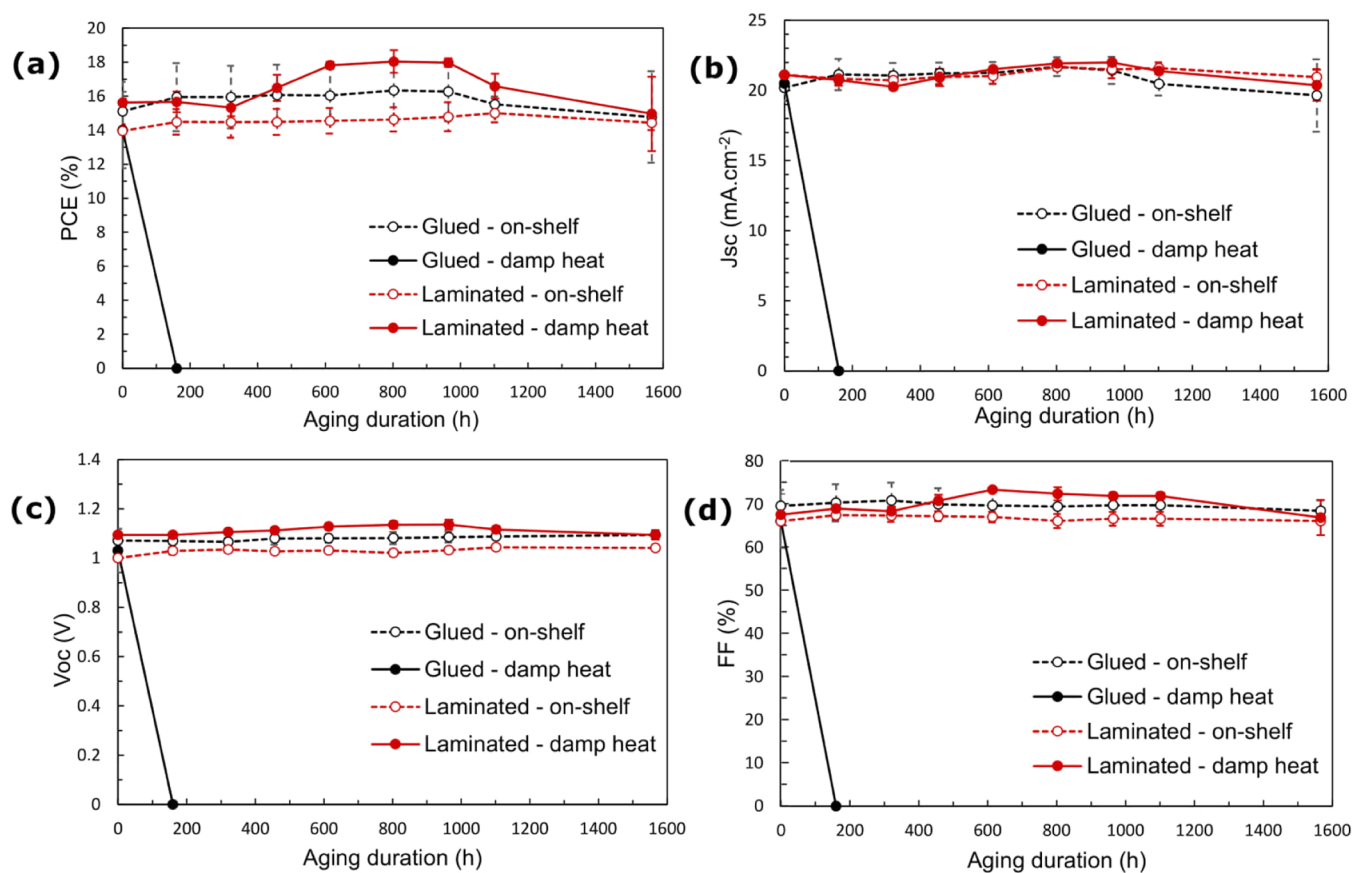 (a)
20
18
16
14
12
10
8
6
4
2
0
PCE (%)
Glued - on-shelf
Glued - damp heat
Laminated - on-shelf
Laminated - damp heat
0 200 400 600 800 1000 1200 1400 1600
Aging duration (h)
(b)
25
20
15
10
5
0
Jsc (mA.cm-2)
Glued - on-shelf
Glued - damp heat
Laminated - on-shelf
Laminated - damp heat
0 200 400 600 800 1000 1200 1400 1600
Aging duration (h)
(c)
1.4
1.2
1
0.8
0.6
0.4
0.2
0
Voc (V)
Glued - on-shelf
Glued - damp heat
Laminated - on-shelf
Laminated - damp heat
0 200 400 600 800 1000 1200 1400 1600
Aging duration (h)
(d)
80
70
60
50
40
30
20
10
0
FF (%)
Glued - on-shelf
Glued - damp heat
Laminated - on-shelf
Laminated - damp heat
0 200 400 600 800 1000 1200 1400 1600
Aging duration (h)